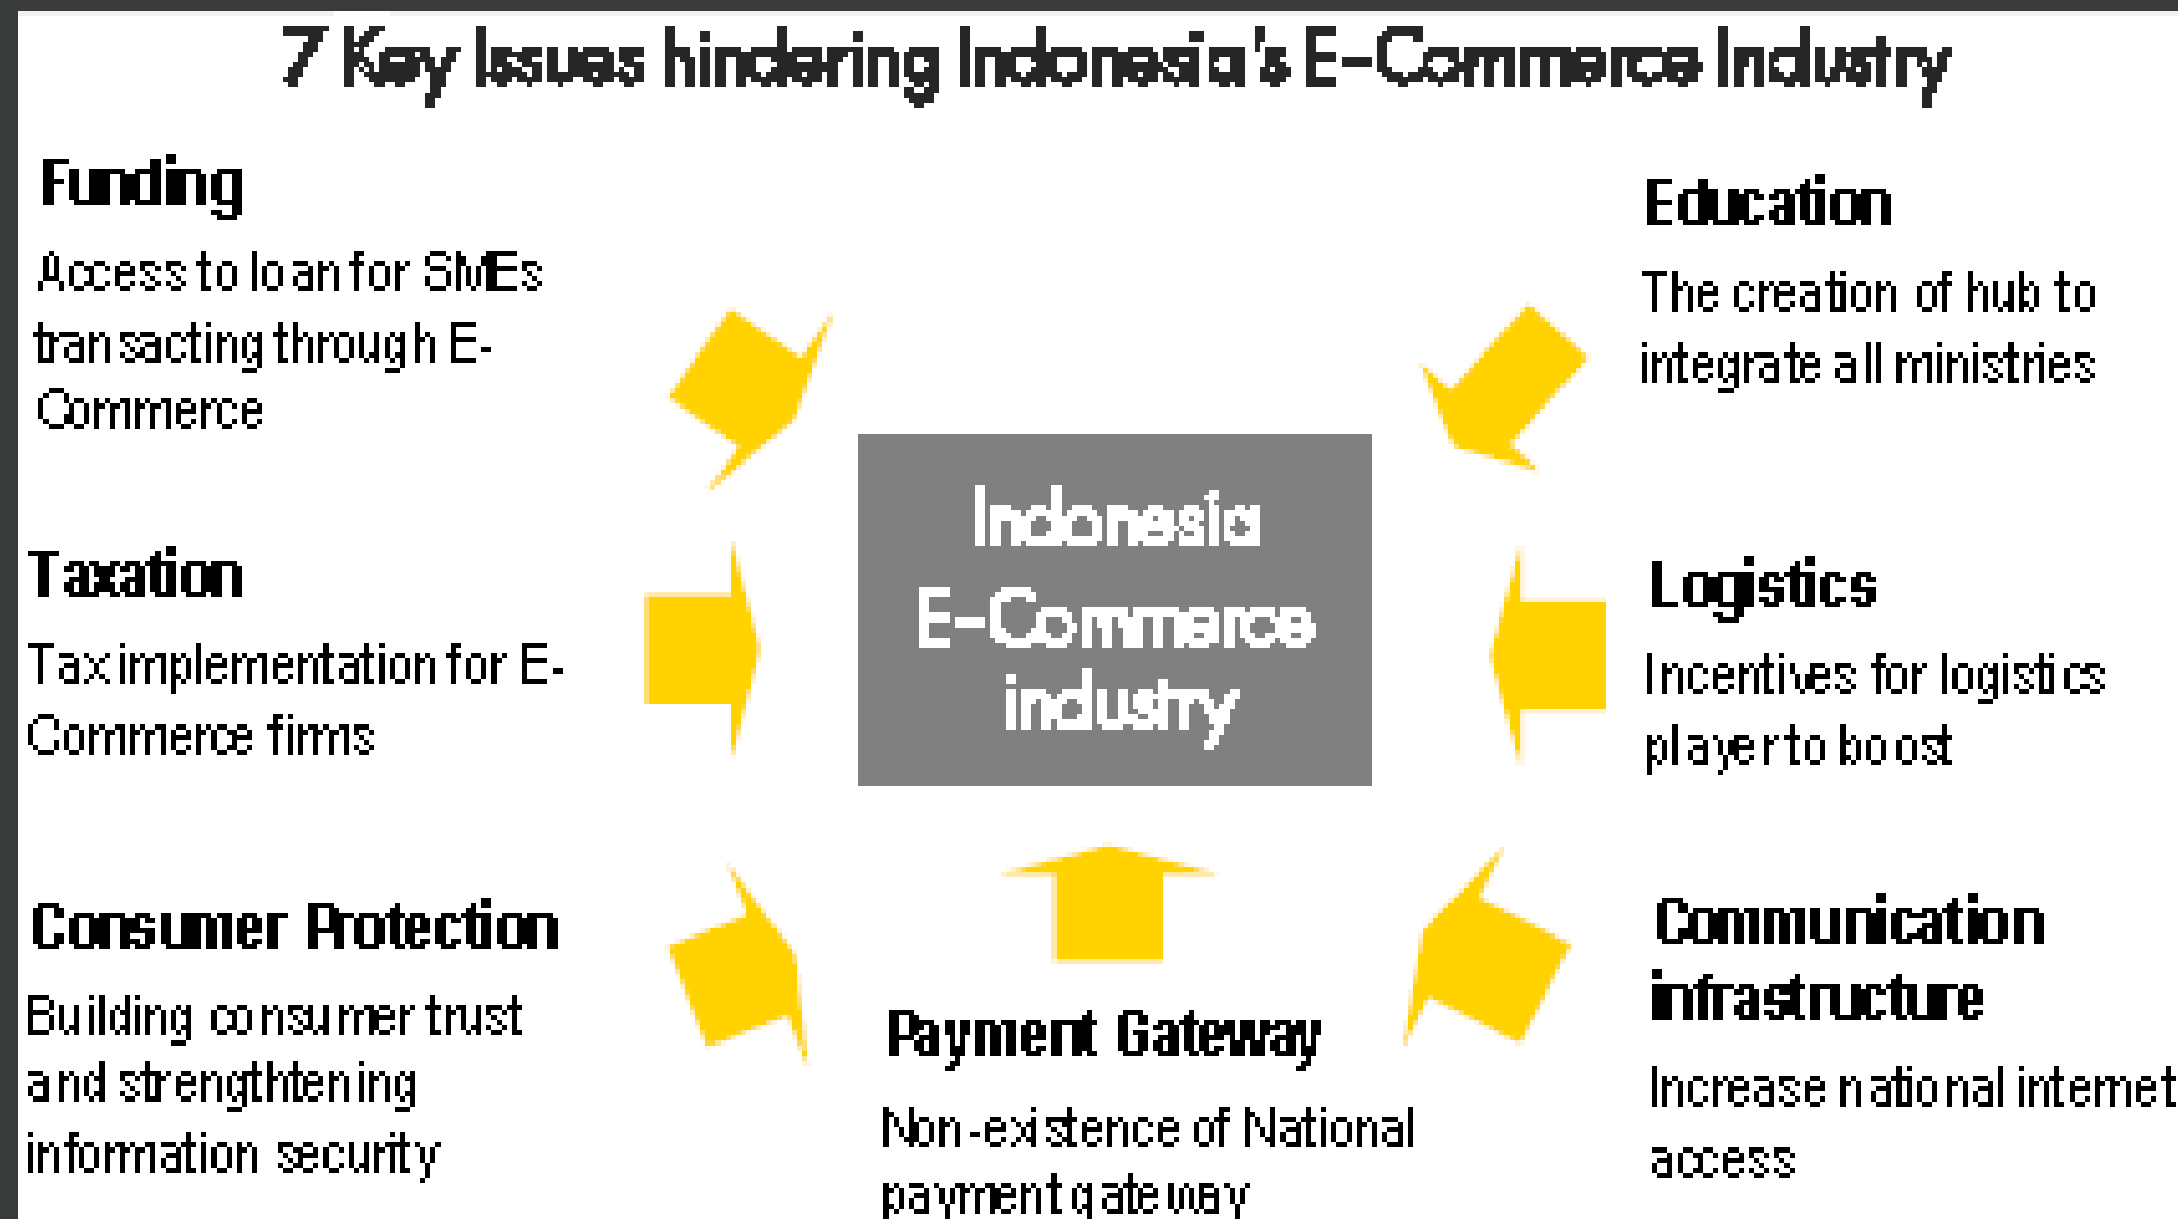 7 Key Issues hindering Indonesia's E-Commerce Industry
Funding
Access to loan for SMEs
transacting through E-
Commerce
Taxation
Tax implementation for E-
Commerce firms
Consumer Protection
Building consumer trust
and strengthtening
information security
Indonesia
E-Commerce
industry
Payment Gateway
Non-existence of National
payment gateway
Education
The creation of hub to
integrate all ministries
Logistics
Incentives for logistics
player to boost
Communication
infrastructure
Increase national internet
access